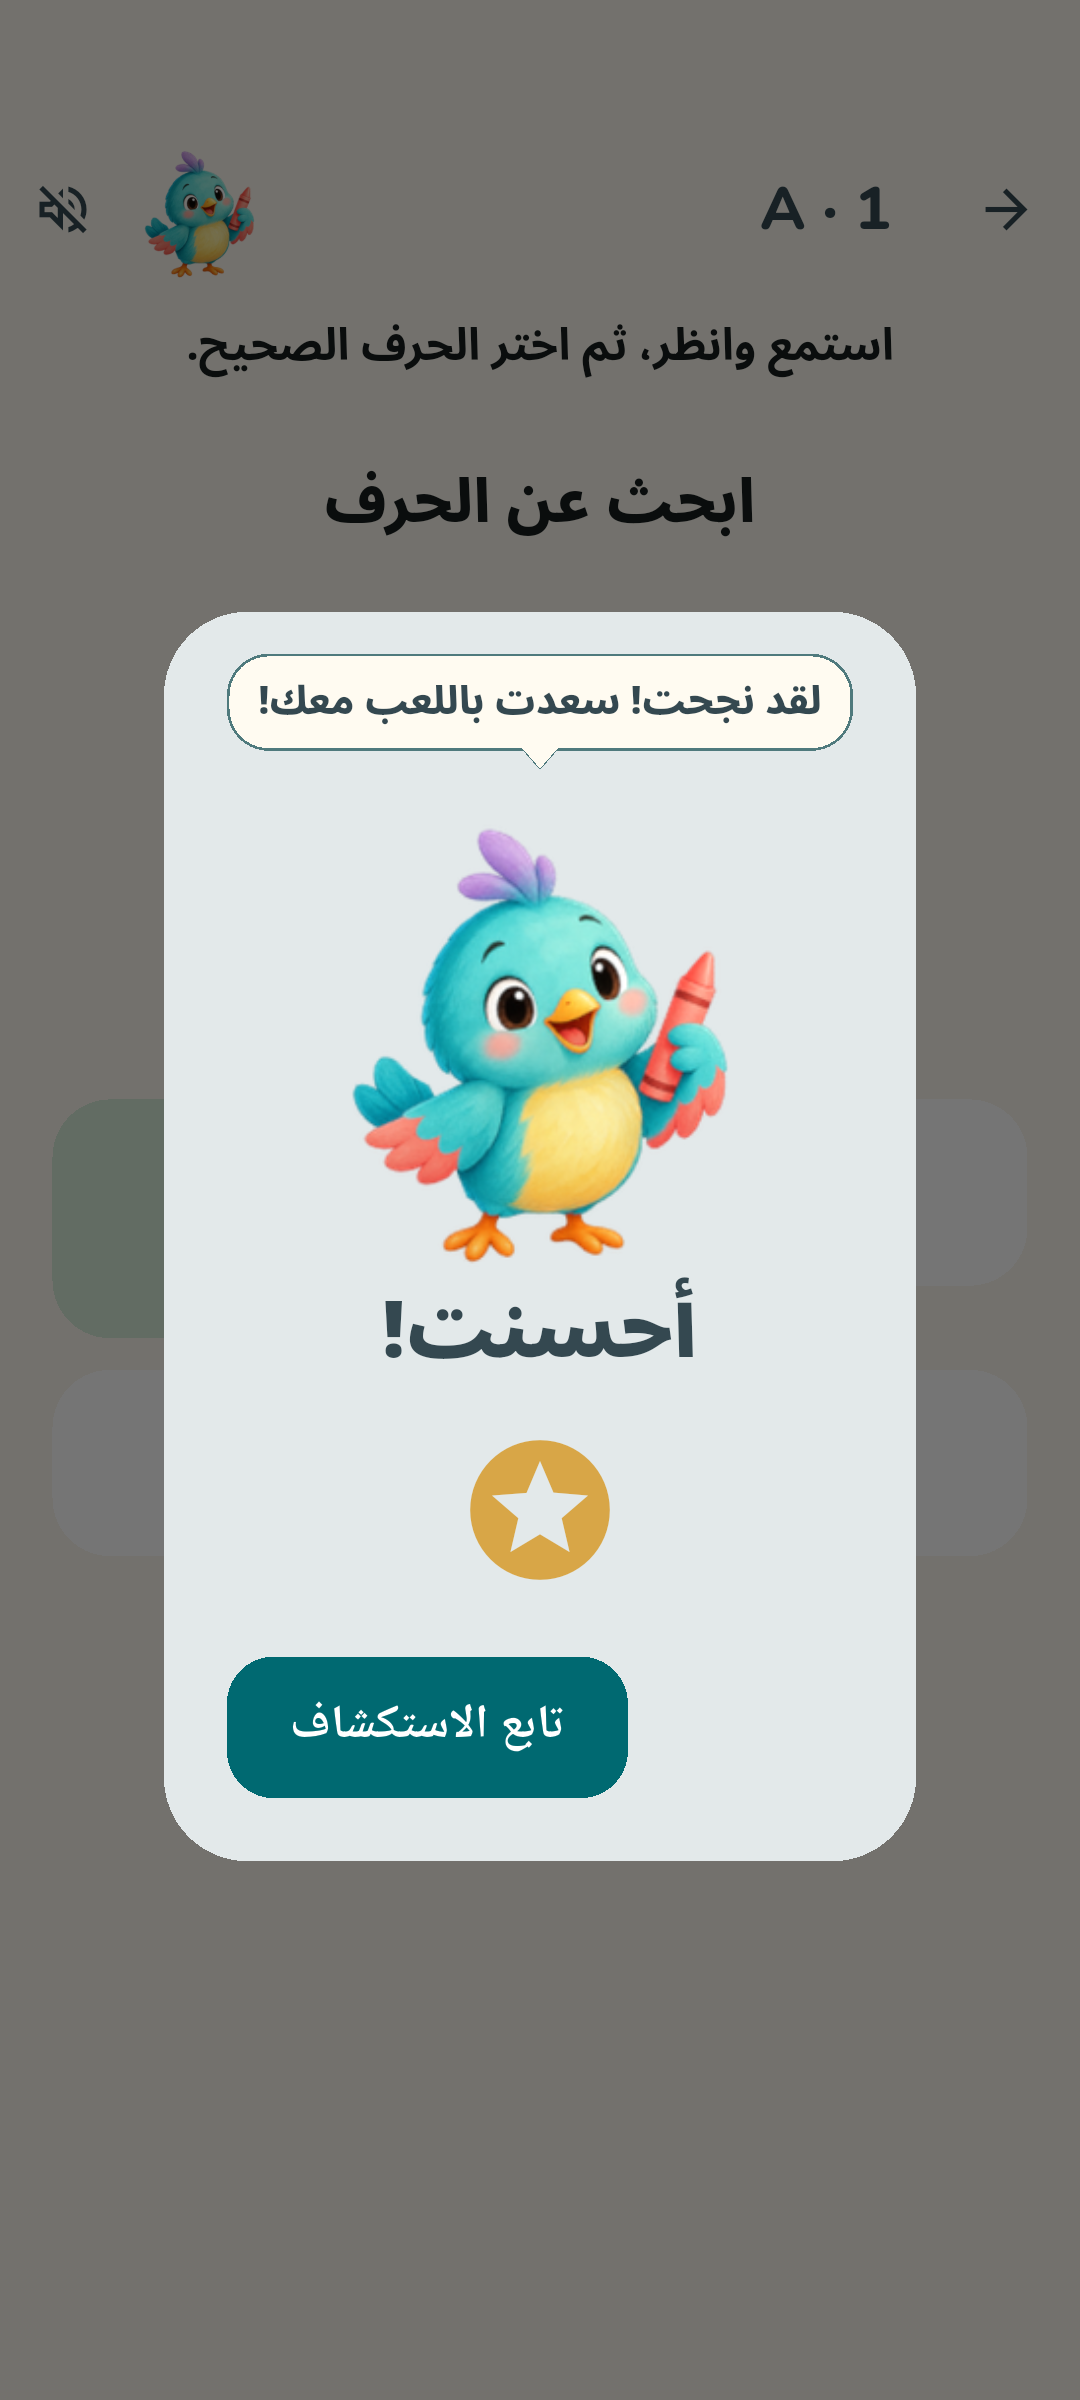 A · 1
استمع وانظر، ثم اختر الحرف الصحيح.
ابحث عن الحرف
لقد نجحت! سعدت باللعب معك!
أحسنت!
تابع الاستكشاف